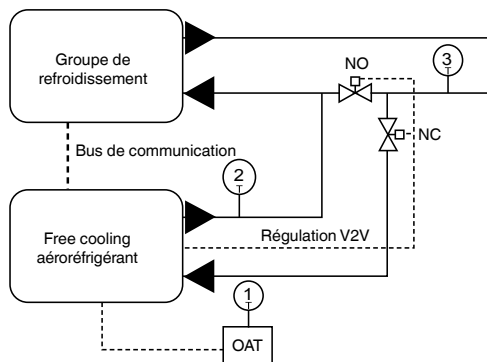 Groupe de
refroidissement
NO
3
NC
Bus de communication
2
Free cooling
aéroréfrigérant
Régulation V2V
1
OAT